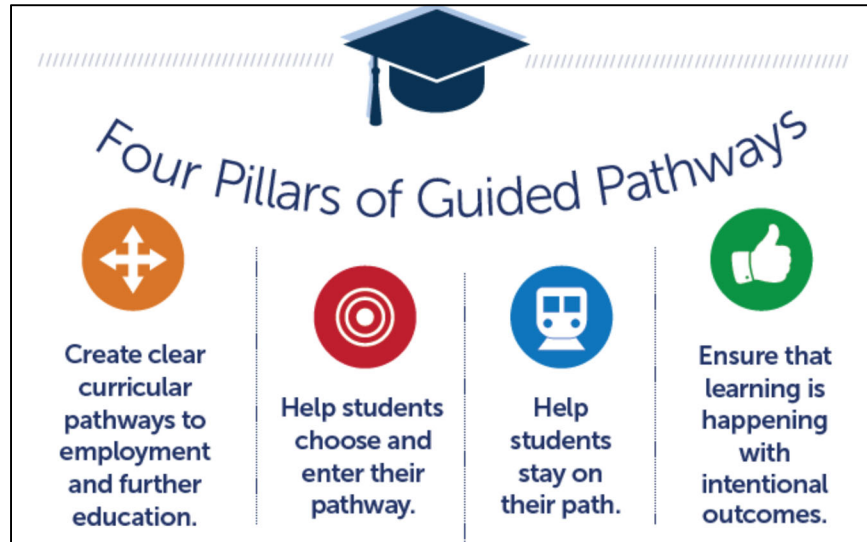 Four Pillars of Guided Pathways
Create clear
curricular
pathways to
employment
and further
education.
Help students
choose and
enter their
pathway.
Help
students
stay on
their path.
Ensure that
learning is
happening
with
intentional
outcomes.